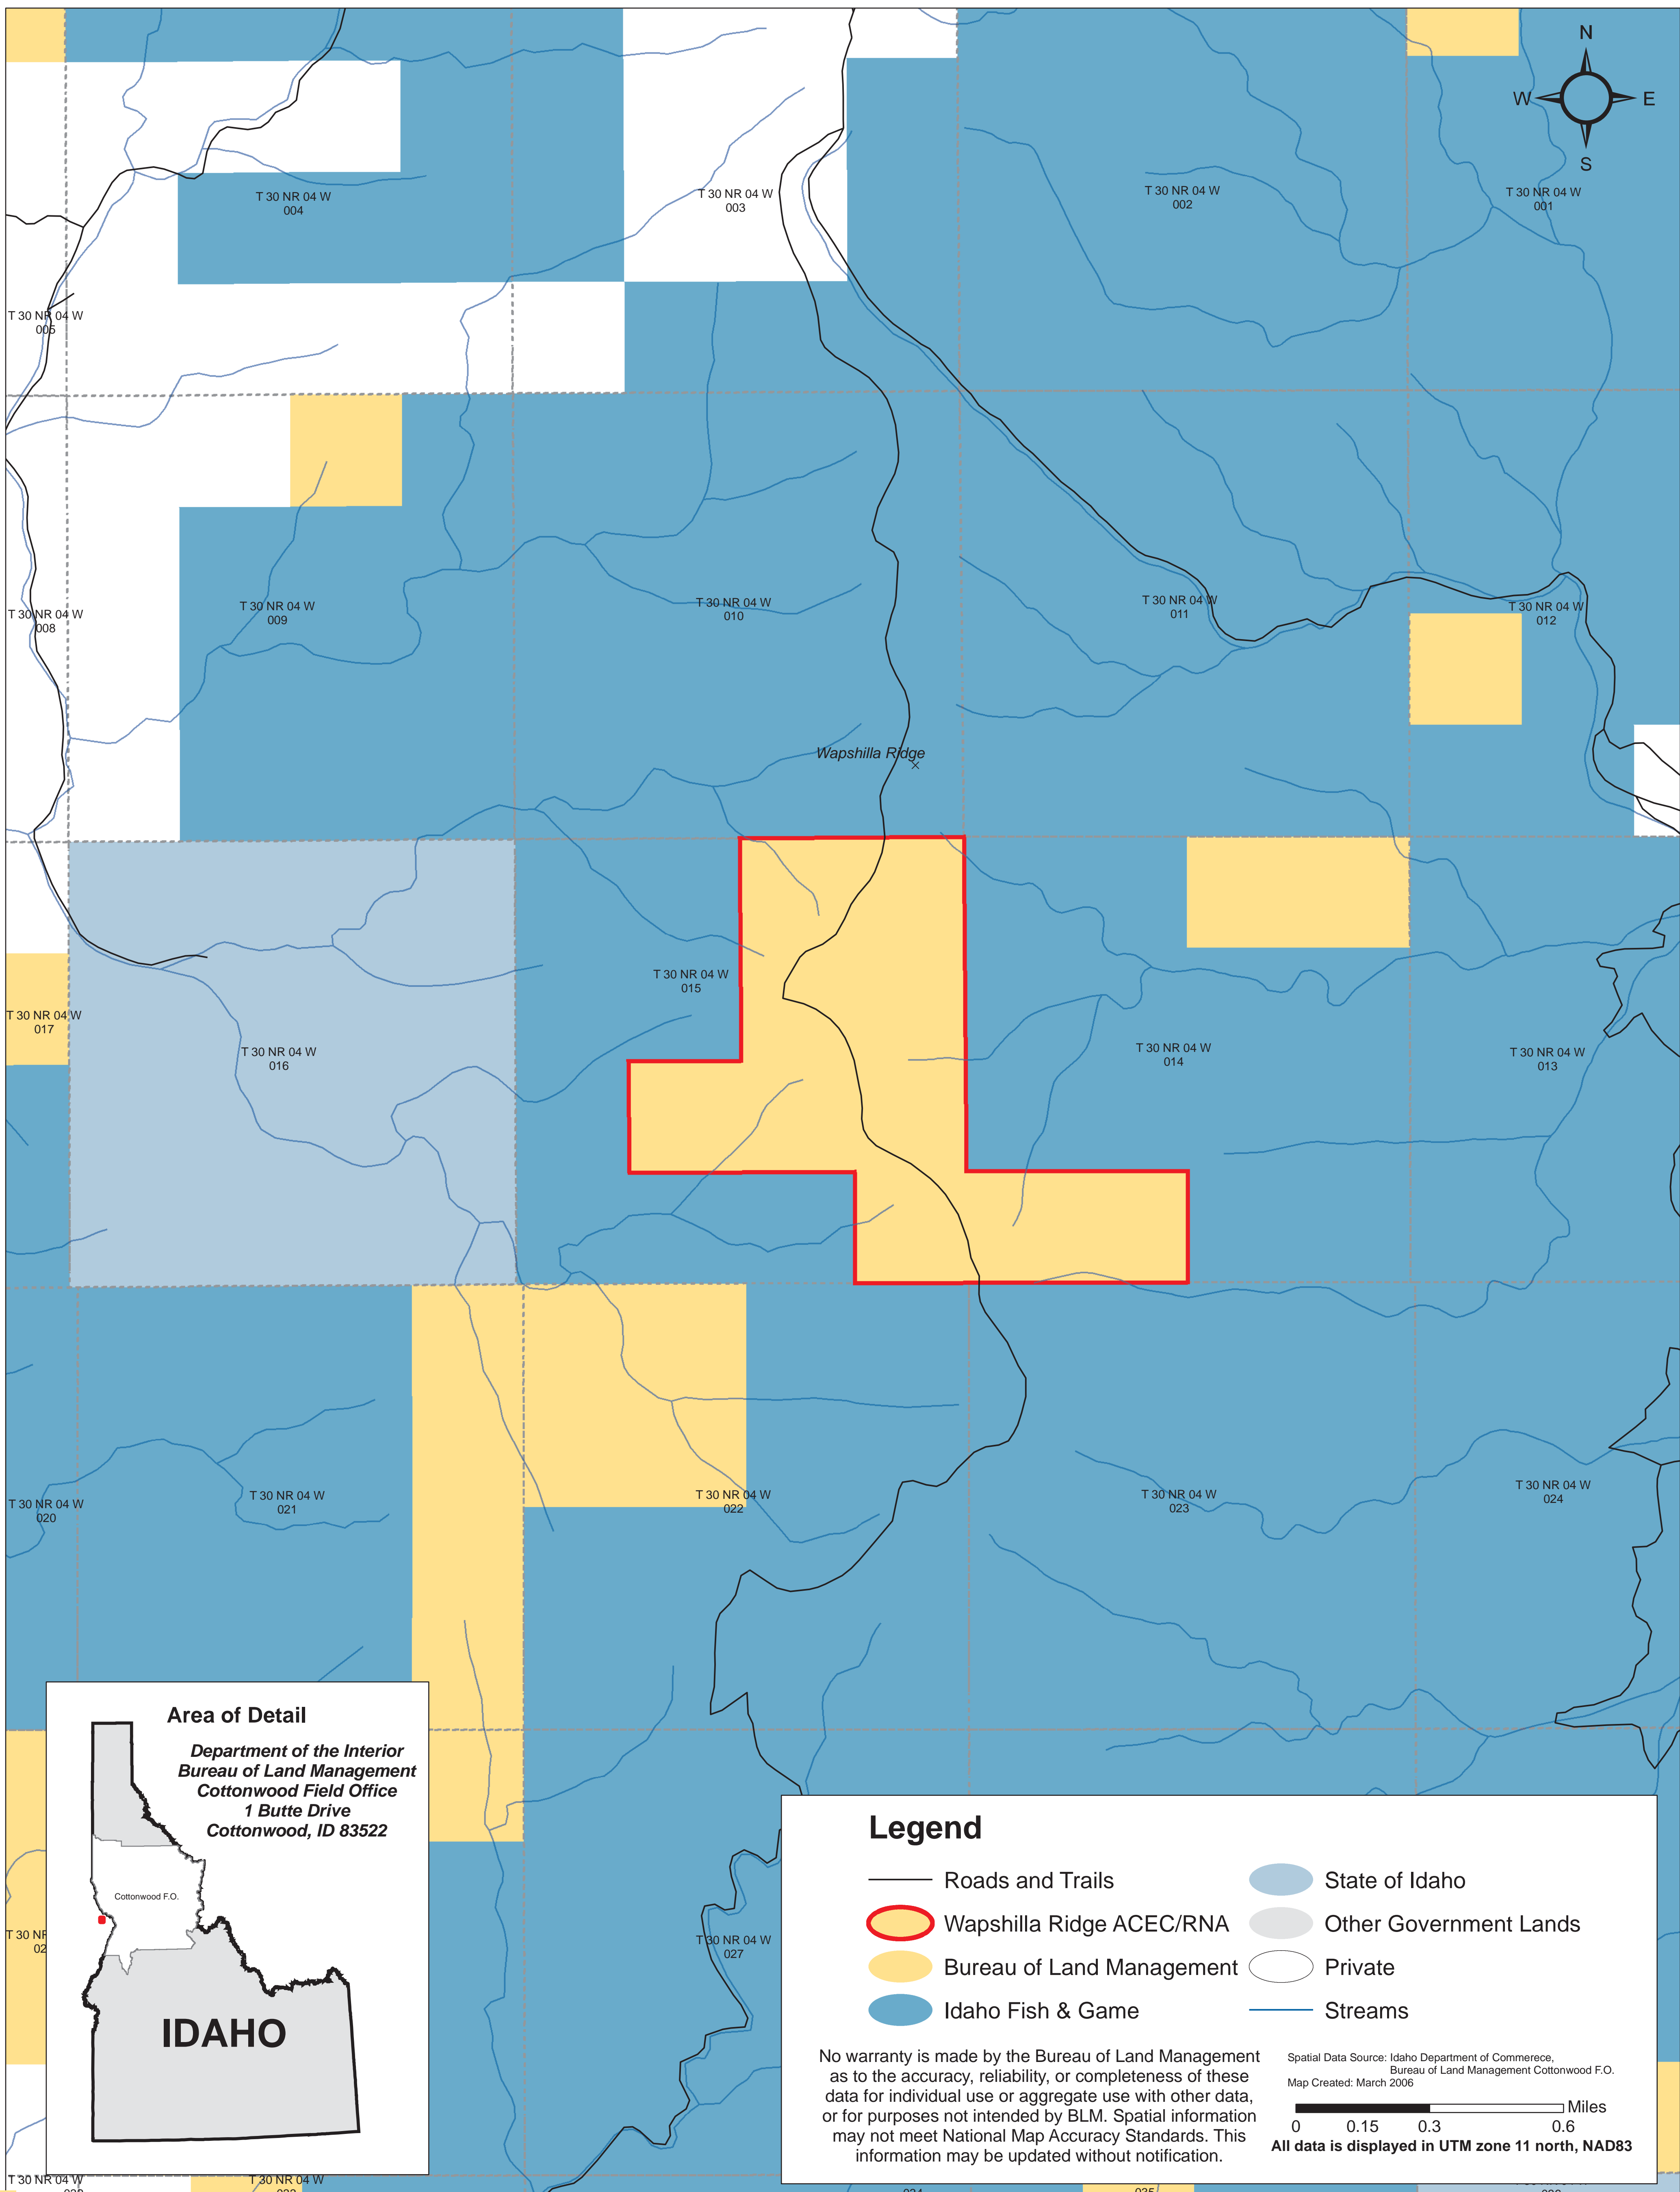 N
W E
S
T 30 NR 04 W
004
T 30 NR 04 W
003
T 30 NR 04 W
002
T 30 NR 04 W
001
T 30 NR 04 W
005
T 30 NR 04 W
008
T 30 NR 04 W
009
T 30 NR 04 W
010
T 30 NR 04 W
011
T 30 NR 04 W
012
Wapshilla Ridge
T 30 NR 04 W
017
T 30 NR 04 W
016
T 30 NR 04 W
015
T 30 NR 04 W
014
T 30 NR 04 W
013
T 30 NR 04 W
020
T 30 NR 04 W
021
T 30 NR 04 W
022
T 30 NR 04 W
023
T 30 NR 04 W
024
T 30 NR 04 W
027
Area of Detail
Department of the Interior
Bureau of Land Management
Cottonwood Field Office
1 Butte Drive
Cottonwood, ID 83522
Cottonwood F.O.
IDAHO
T 30 NR 04 W
T 30 NR 04 W
Legend
Roads and Trails
Wapshilla Ridge ACEC/RNA
Bureau of Land Management
Idaho Fish & Game
State of Idaho
Other Government Lands
Private
Streams
No warranty is made by the Bureau of Land Management
as to the accuracy, reliability, or completeness of these
data for individual use or aggregate use with other data,
or for purposes not intended by BLM. Spatial information
may not meet National Map Accuracy Standards. This
information may be updated without notification.
Spatial Data Source: Idaho Department of Commerece,
Bureau of Land Management Cottonwood F.O.
Map Created: March 2006
Miles
0 0.15 0.3 0.6
All data is displayed in UTM zone 11 north, NAD83